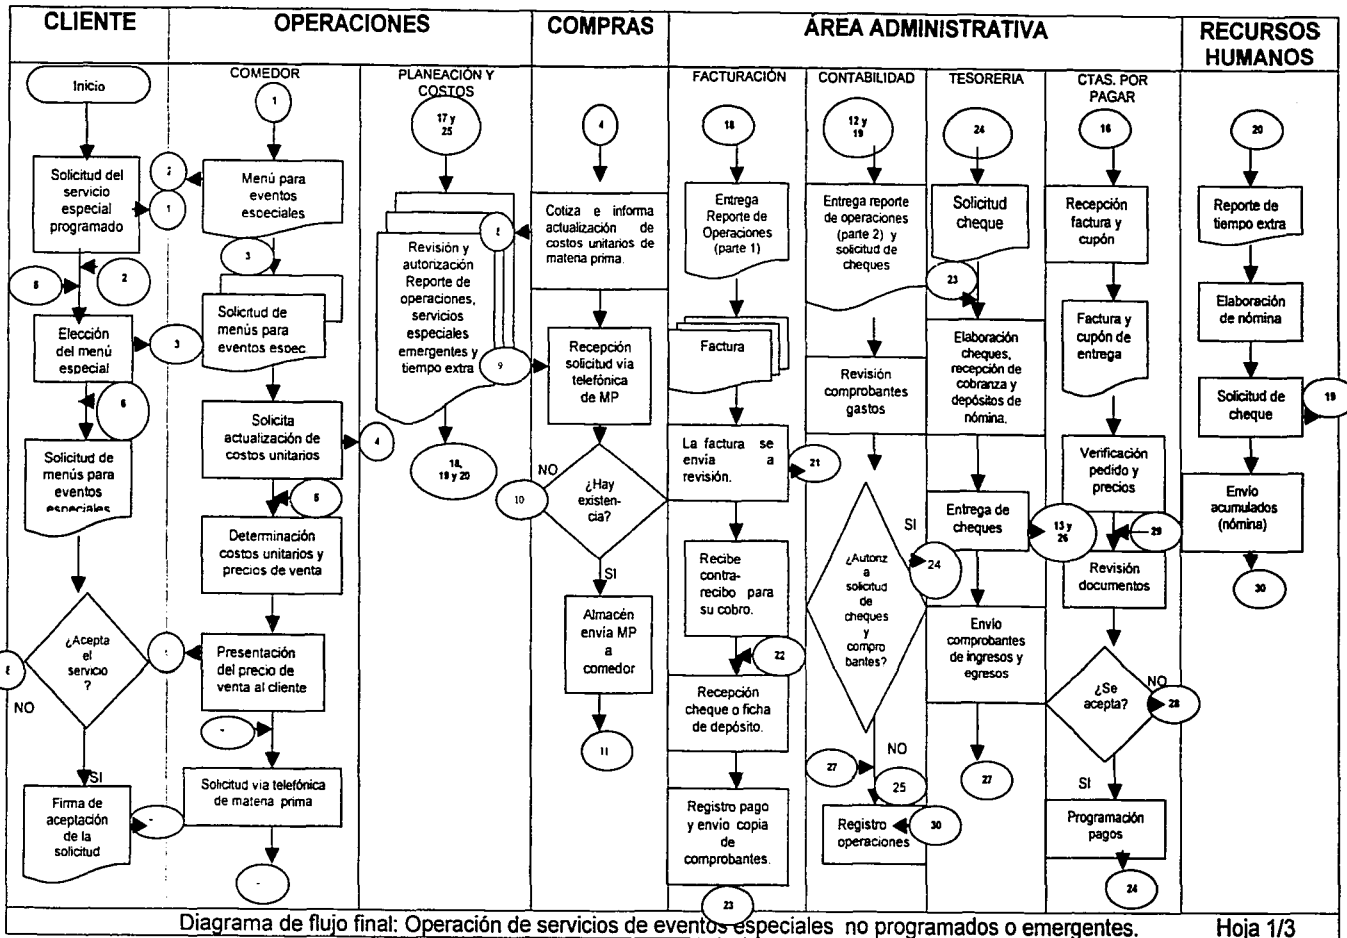 CLIENTE
OPERACIONES
COMPRAS
ÁREA ADMINISTRATIVA
RECURSOS
HUMANOS
Inicio
Solicitud del
servicio
especial
programado
1
2
Elección
del menú
especial
3
Solicitud de
menús para
eventos
especiales
¿Acepta
el
servicio
?
NO
SI
Firma de
aceptación
de la
solicitud
COMEDOR
1
2
Menú para
eventos
especiales
3
Solicitud de
menús para
eventos espec
Solicita
actualización de
costos unitarios
4
Determinación
costos unitarios y
precios de venta
Presentación
del precio de
venta al cliente
Solicitud via telefónica
de materia prima
PLANEACIÓN Y
COSTOS
17 y
25
Revisión y
autorización
Reporte de
operaciones,
servicios
especiales
emergentes y
tiempo extra
18,
19 y 20
4
Cotiza e informa
actualización de
costos unitarios de
materia prima.
9
Recepción
solicitud vía
telefónica
de MP
NO
10
¿Hay
existen-
cia?
SI
Almacén
envía MP
a
comedor
11
FACTURACIÓN
18
Entrega
Reporte de
Operaciones
(parte 1)
Factura
La factura se
envía a
revisión.
21
Recibe
contra-
recibo para
su cobro.
22
Recepción
cheque o ficha
de depósito.
Registro pago
y envío copia
de
comprobantes.
23
CONTABILIDAD
12 y
19
Entrega reporte
de operaciones
(parte 2) y
solicitud de
cheques
Revisión
comprobantes
gastos
¿Autoriz
a
solicitud
de
cheques
y
compro
bantes?
SI
24
NO
27
25
Registro
operaciones
30
TESORERIA
24
Solicitud
cheque
23
Elaboración
cheques,
recepción de
cobranza y
depósitos de
nómina.
Entrega de
cheques
13 y
26
Envío
comprobantes
de ingresos y
egresos
27
CTAS. POR
PAGAR
16
Recepción
factura y
cupón
Factura y
cupón de
entrega
Verificación
pedido y
precios
29
Revisión
documentos
¿Se
acepta?
NO
28
SI
Programación
pagos
24
20
Reporte de
tiempo extra
Elaboración
de nómina
Solicitud de
cheque
19
Envío
acumulados
(nómina)
30
Diagrama de flujo final: Operación de servicios de eventos especiales no programados o emergentes.
Hoja 1/3